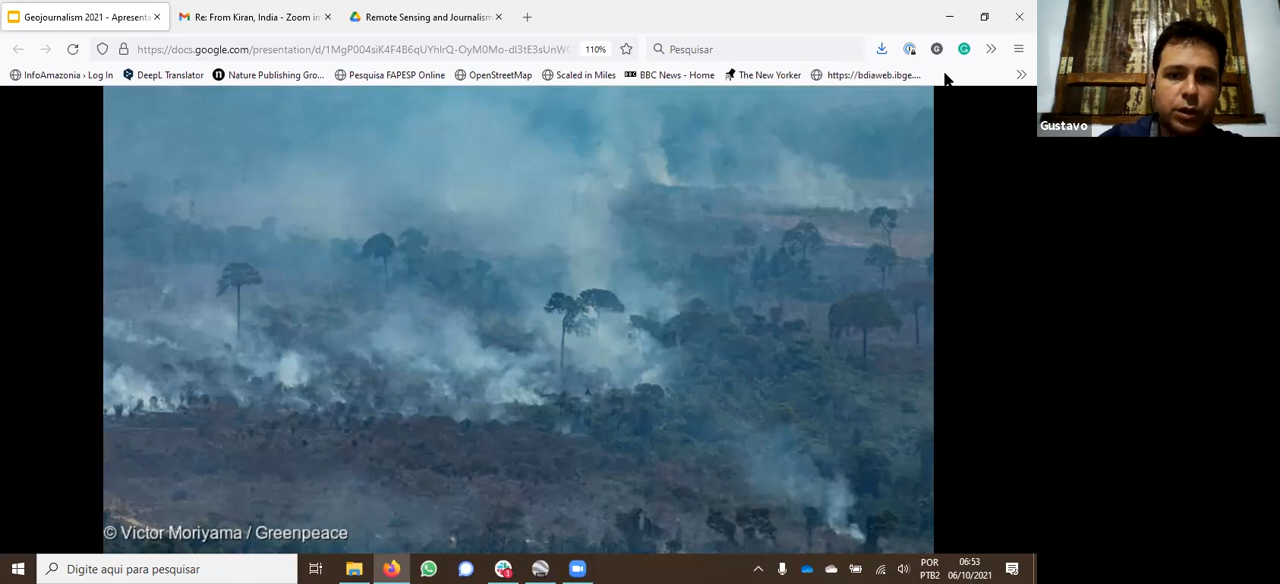 Geojournalism 2021 - Apresenta
Re: From Kiran, India - Zoom in
Remote Sensing and Journalism
https://docs.google.com/presentation/d/
110%
Pesquisar
InfoAmazonia › Log In
DeepL Translator
Nature Publishing Gro...
Pesquisa FAPESP Online
OpenStreetMap
Scaled in Miles
BBC News - Home
The New Yorker
https://bdiaweb.ibge....
Gustavo
© Victor Moriyama / Greenpeace
Digite aqui para pesquisar
POR
PTB2
06:53
06/10/2021